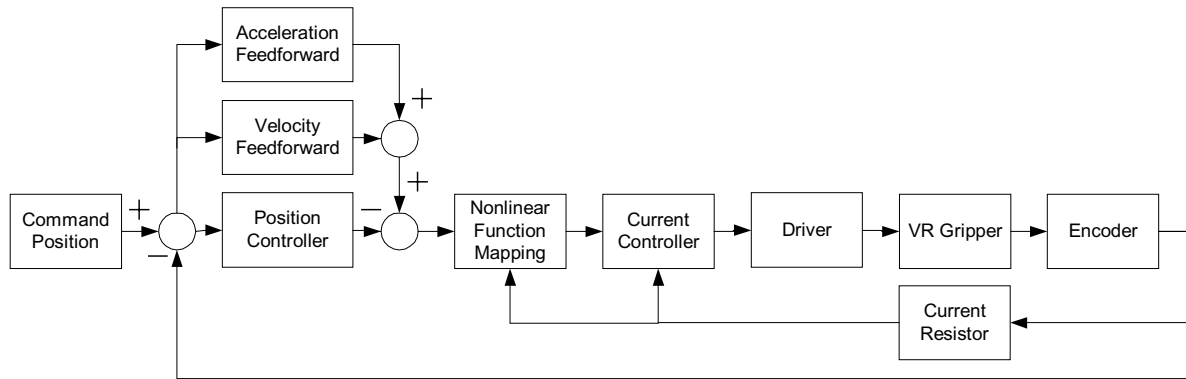 Acceleration
Feedforward
+
Velocity
Feedforward
+
Command
Position
+
−
Position
Controller
−
Nonlinear
Function
Mapping
Current
Controller
Driver
VR Gripper
Encoder
Current
Resistor